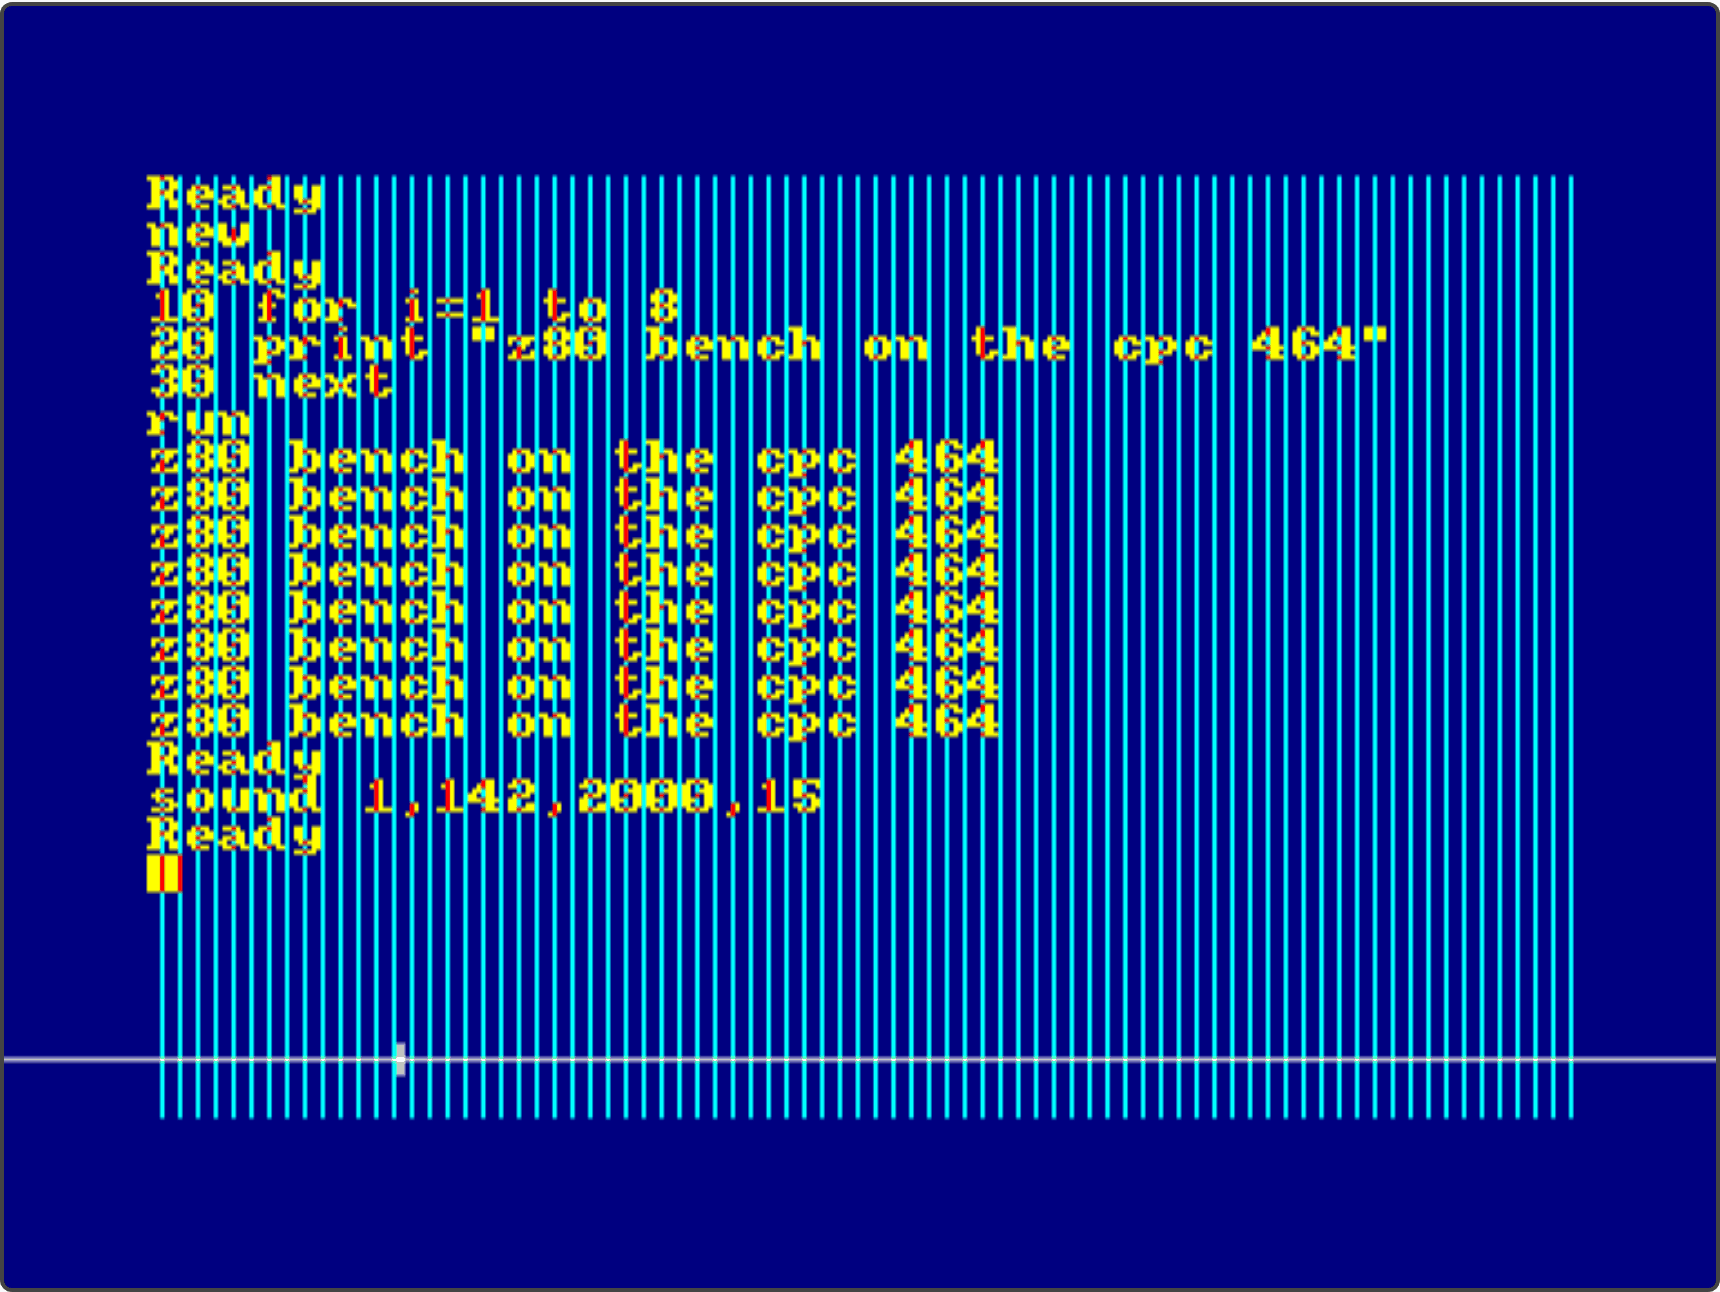 Ready
new
Ready
10 for i=1 to 8
20 print "z80 bench on the cpc 464"
30 next
run
z80 bench on the cpc 464
z80 bench on the cpc 464
z80 bench on the cpc 464
z80 bench on the cpc 464
z80 bench on the cpc 464
z80 bench on the cpc 464
z80 bench on the cpc 464
z80 bench on the cpc 464
Ready
sound 1,142,2000,15
Ready